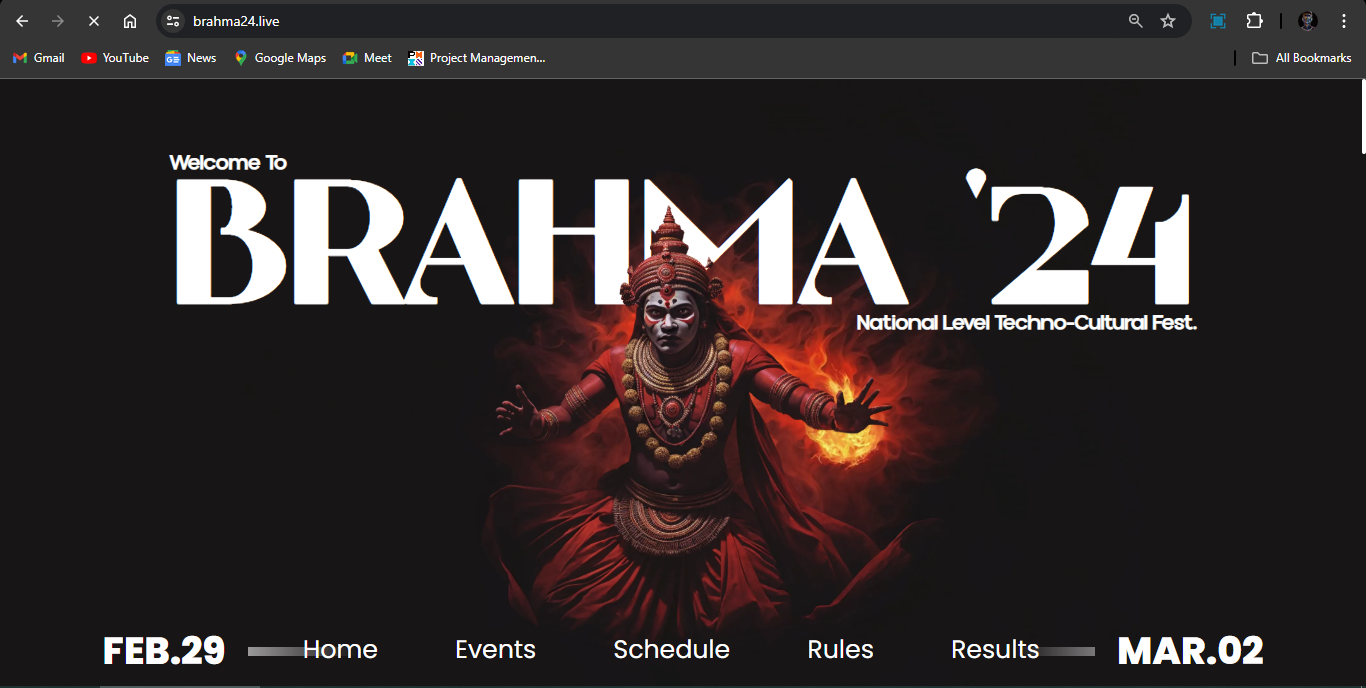 brahma24.live
Gmail YouTube News Google Maps Meet Project Managemen... All Bookmarks
Welcome To
BRAHMA '24
National Level Techno-Cultural Fest.
FEB.29 Home Events Schedule Rules Results MAR.02